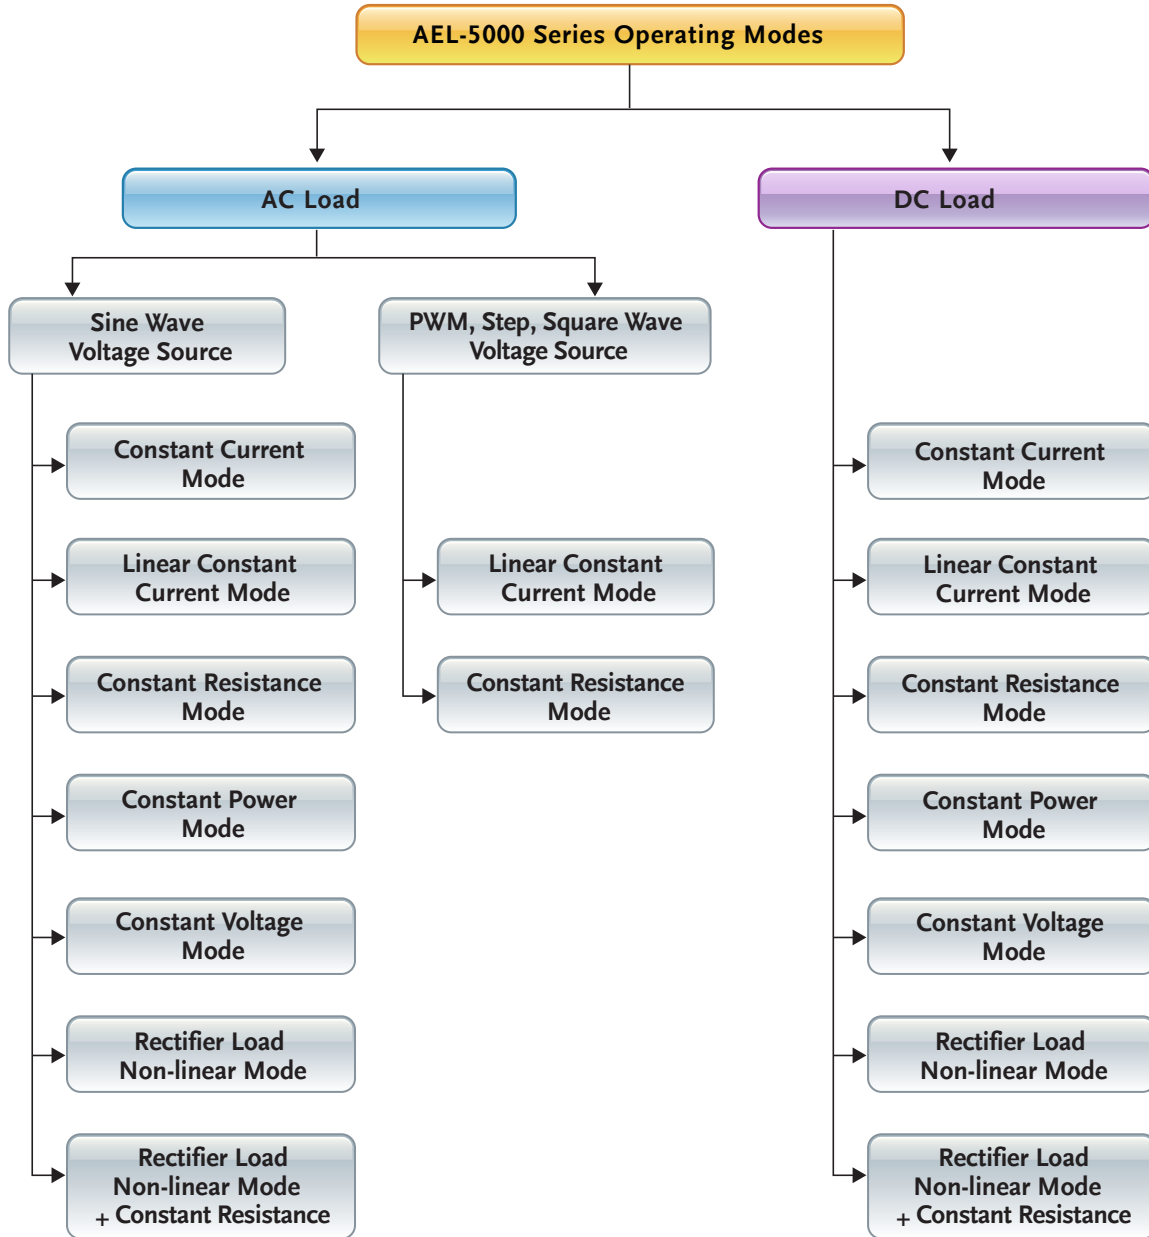 AEL-5000 Series Operating Modes
AC Load
DC Load
Sine Wave
Voltage Source
PWM, Step, Square Wave
Voltage Source
Constant Current
Mode
Linear Constant
Current Mode
Constant Resistance
Mode
Constant Power
Mode
Constant Voltage
Mode
Rectifier Load
Non-linear Mode
Rectifier Load
Non-linear Mode
+ Constant Resistance
Linear Constant
Current Mode
Constant Resistance
Mode
Constant Current
Mode
Linear Constant
Current Mode
Constant Resistance
Mode
Constant Power
Mode
Constant Voltage
Mode
Rectifier Load
Non-linear Mode
Rectifier Load
Non-linear Mode
+ Constant Resistance